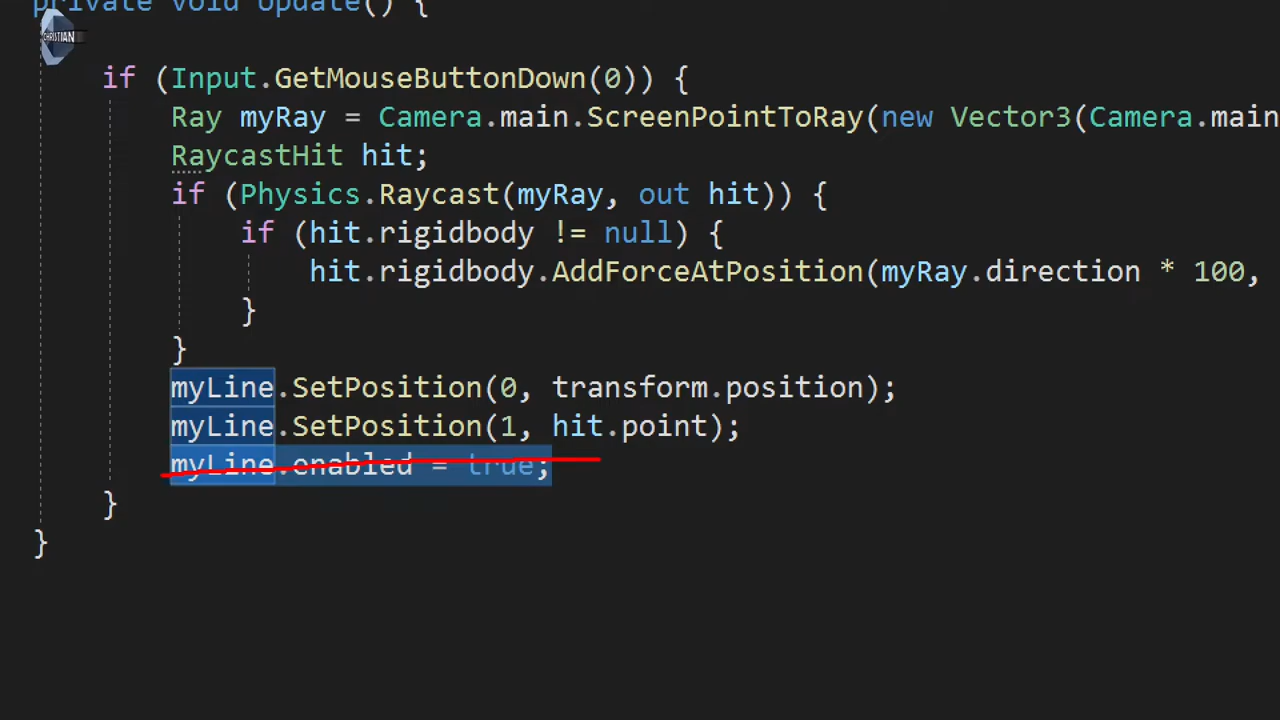 private void Update() {
CHRISTIAN
if (Input.GetMouseButtonDown(0)) {
Ray myRay = Camera.main.ScreenPointToRay(new Vector3(Camera.main
RaycastHit hit;
if (Physics.Raycast(myRay, out hit)) {
if (hit.rigidbody != null) {
hit.rigidbody.AddForceAtPosition(myRay.direction * 100,
}
}
myLine.SetPosition(0, transform.position);
myLine.SetPosition(1, hit.point);
myLine.enabled = true;
}
}